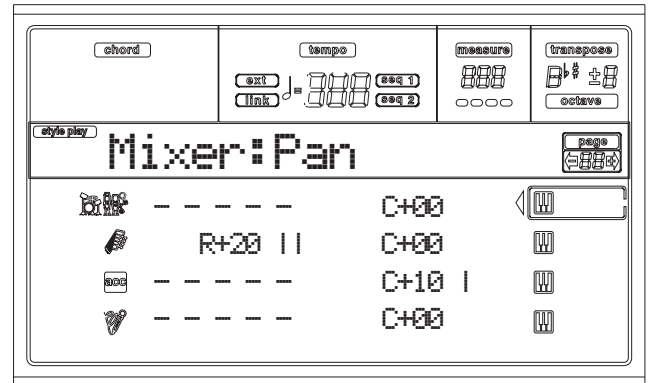 chord tempo measure transpose
ext seq 1
link seq 2
octave
style play Mixer:Pan page
C+00
R+20 C+00
acc C+10
C+00